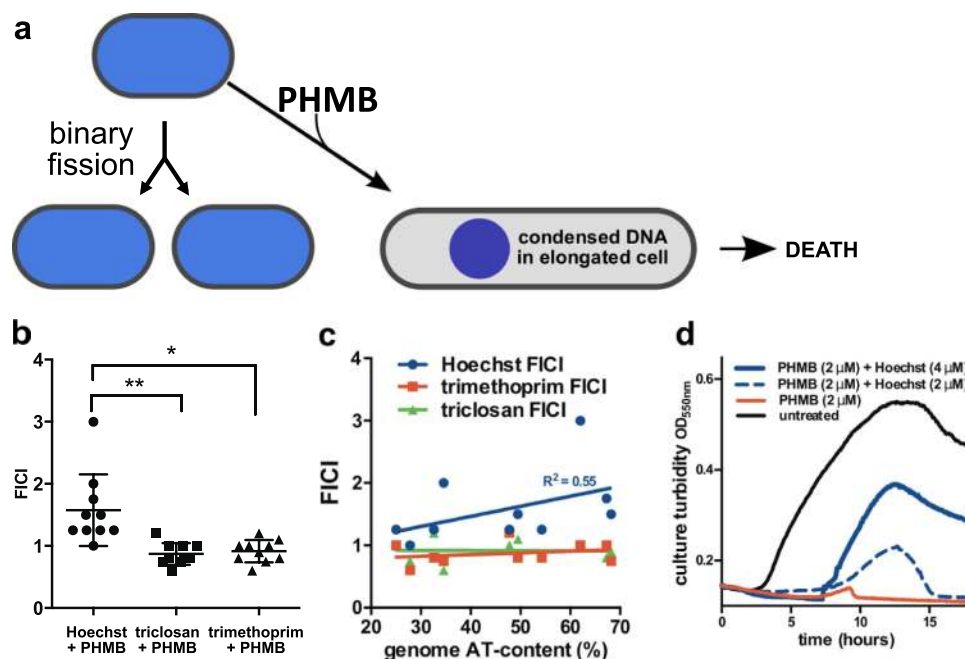 a
PHMB
binary
fission
condensed DNA
in elongated cell
DEATH
b
4
3
2
1
0
FICI
*
**
Hoechst
+ PHMB
triclosan
+ PHMB
trimethoprim
+ PHMB
c
4
3
2
1
0
FICI
Hoechst FICI
trimethoprim FICI
triclosan FICI
R² = 0.55
20 30 40 50 60 70
genome AT-content (%)
d
PHMB (2 μM) + Hoechst (4 μM)
PHMB (2 μM) + Hoechst (2 μM)
PHMB (2 μM)
untreated
0.6
0.4
0.2
culture turbidity OD550nm
0 5 10 15
time (hours)